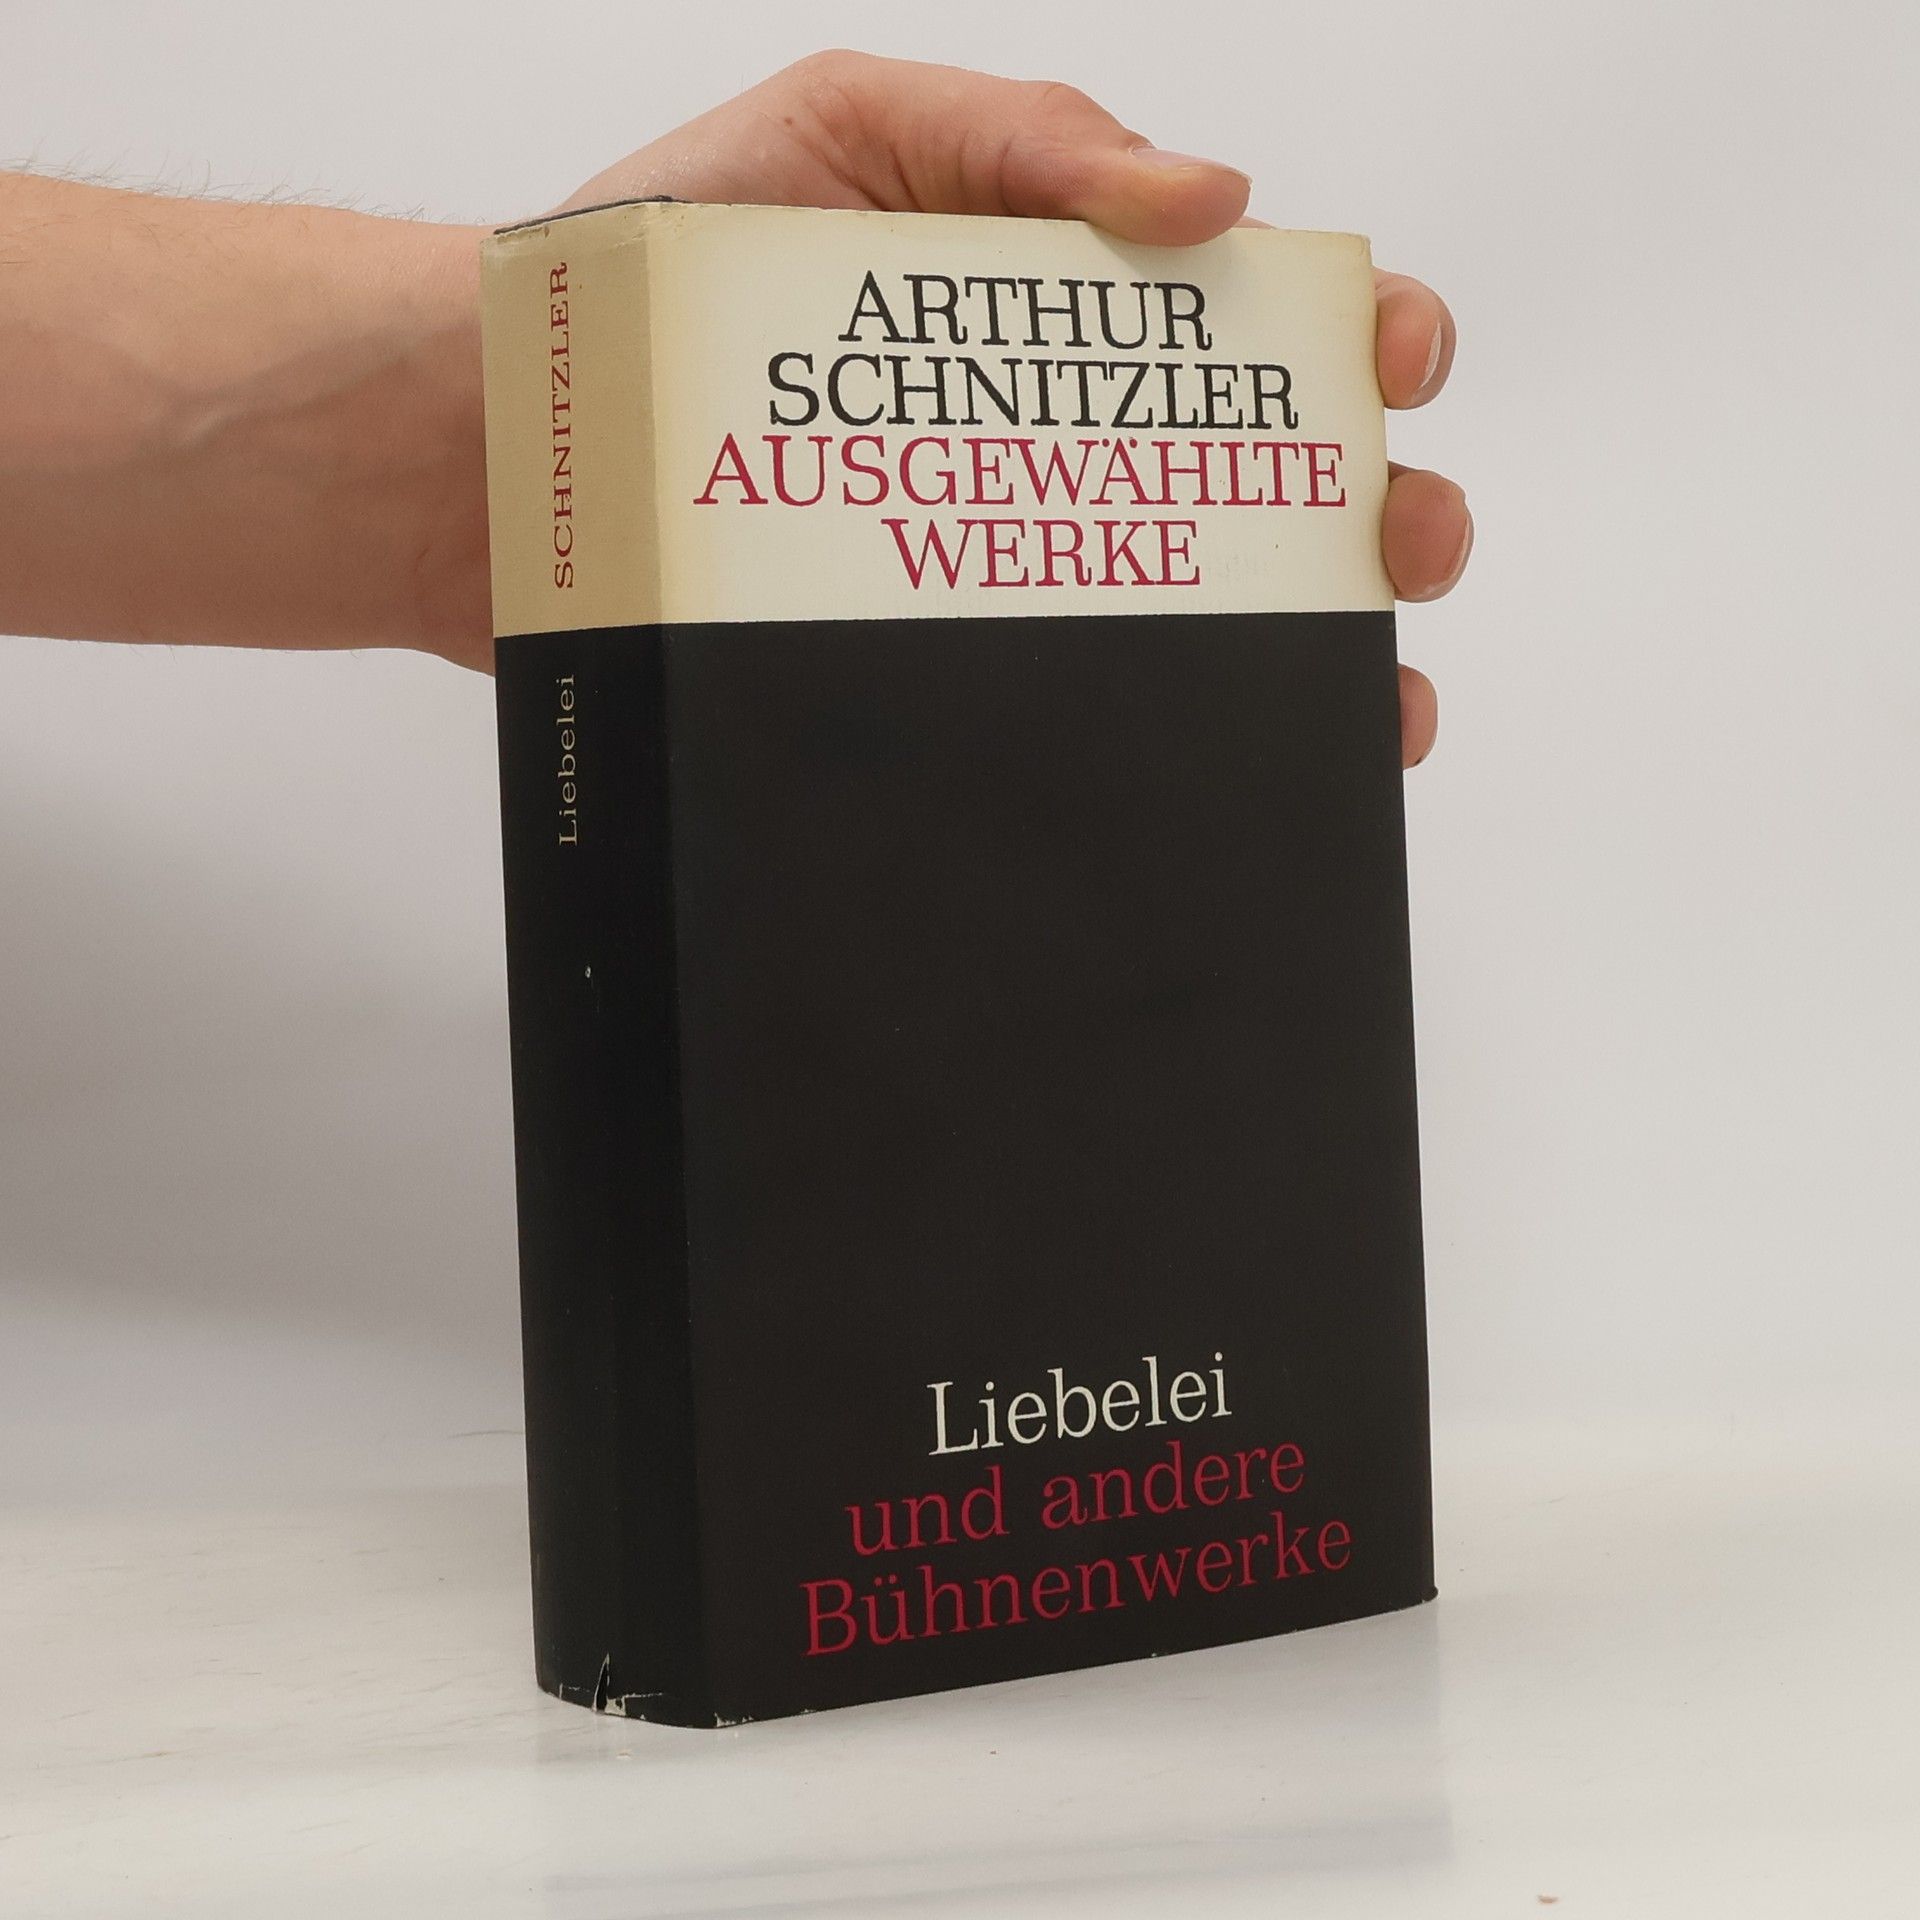 SCHNITZLER
Liebelei
ARTHUR
SCHNITZLER
AUSGEWÄHLTE
WERKE
Liebelei
und andere
Bühnenwerke